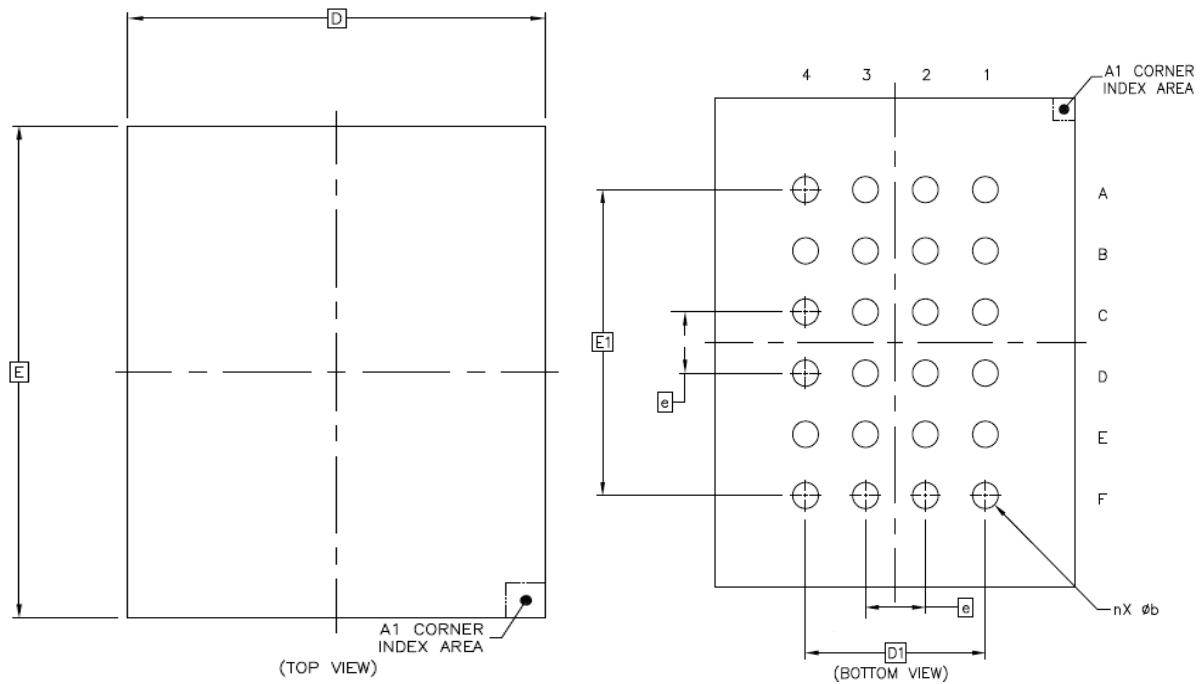 D
E
A1 CORNER
INDEX AREA
(TOP VIEW)
4 3 2 1
A1 CORNER
INDEX AREA
A
B
C
D
E
F
E1
e
e
D1
nX Øb
(BOTTOM VIEW)